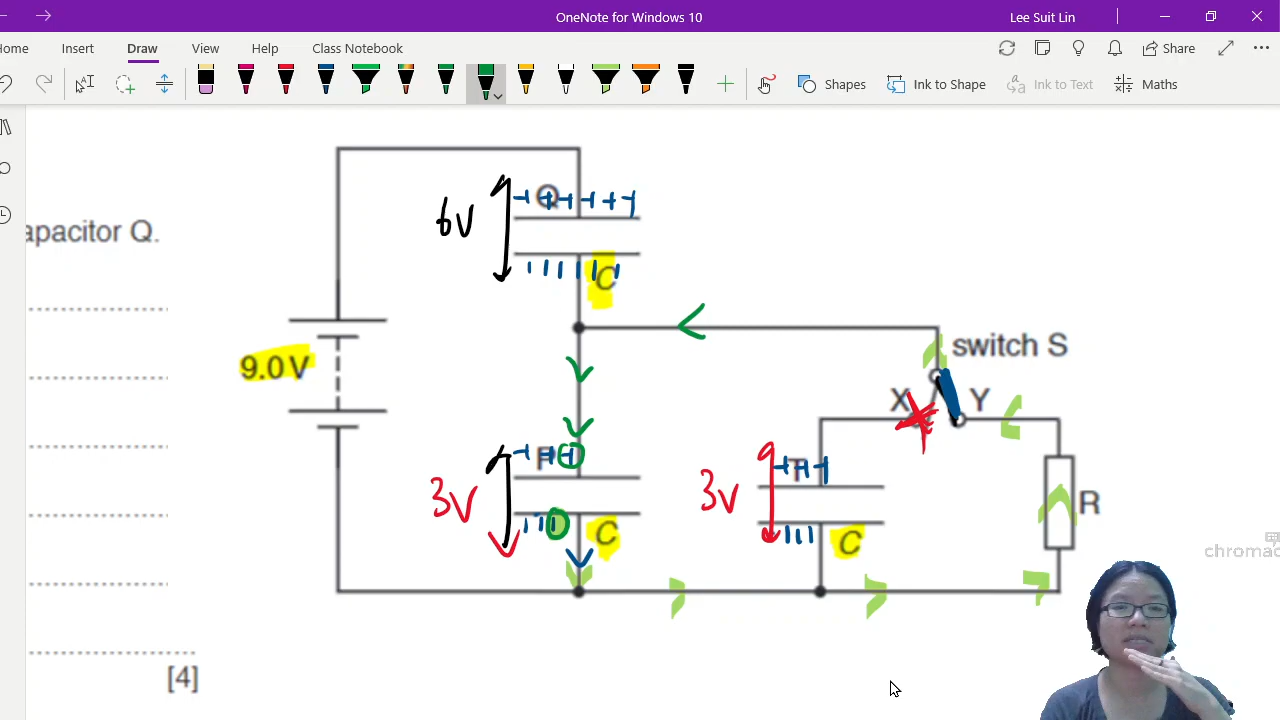 OneNote for Windows 10
Lee Suit Lin
Home Insert Draw View Help Class Notebook Share
Shapes Ink to Shape Ink to Text Maths
apacitor Q.
6V
Q
C
9.0 V
switch S
X Y
3V
P
C
3V
T
C
R
chromac
[4]